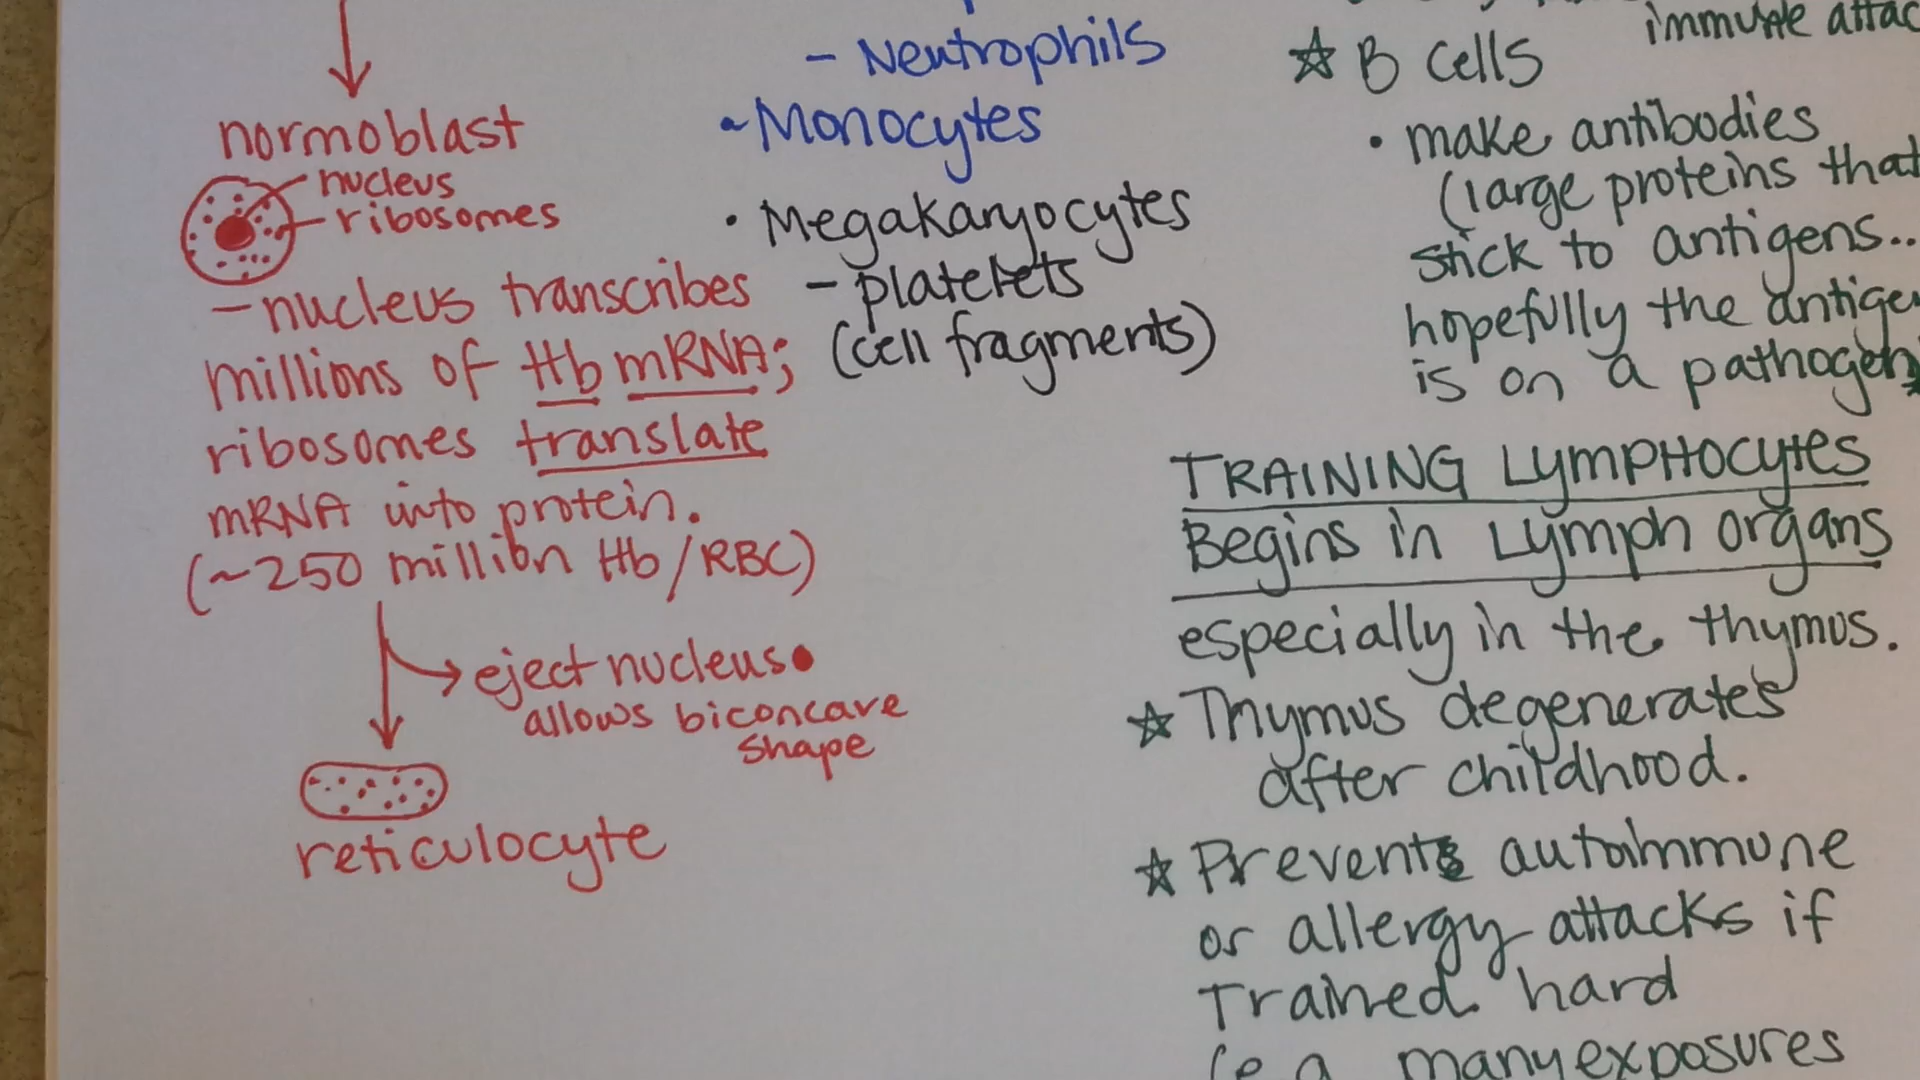 normoblast
nucleus
ribosomes
- nucleus transcribes
millions of Hb mRNA;
ribosomes translate
mRNA into protein.
(~250 million Hb/RBC)
eject nucleus
allows biconcave
shape
reticulocyte
- Neutrophils
• Monocytes
• Megakaryocytes
- platelets
(cell fragments)
immune attac
☆ B cells
• make antibodies
(large proteins that
stick to antigens...
hopefully the antige
is on a pathogen
TRAINING LYMPHOCYTES
Begins in Lymph organs
especially in the thymus.
☆ Thymus degenerates
after childhood.
☆ Prevents autoimmune
or allergy attacks if
Trained hard
(e.g. many exposures